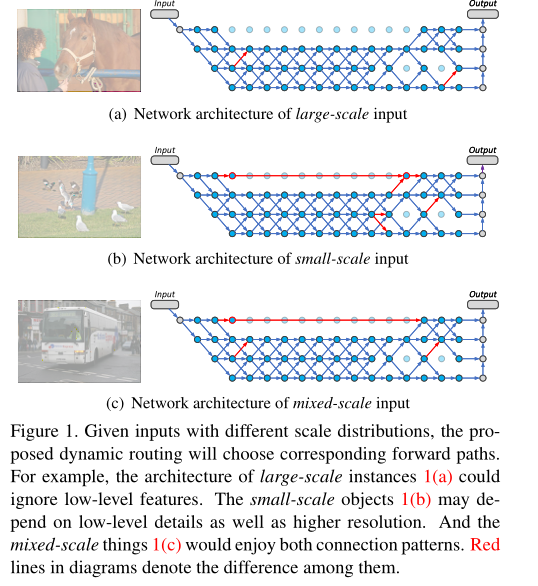 Input
Output
(a) Network architecture of large-scale input
Input
Output
(b) Network architecture of small-scale input
Input
Output
(c) Network architecture of mixed-scale input
Figure 1. Given inputs with different scale distributions, the pro-
posed dynamic routing will choose corresponding forward paths.
For example, the architecture of large-scale instances 1(a) could
ignore low-level features. The small-scale objects 1(b) may de-
pend on low-level details as well as higher resolution. And the
mixed-scale things 1(c) would enjoy both connection patterns. Red
lines in diagrams denote the difference among them.